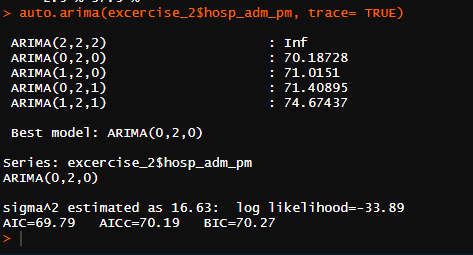 > auto.arima(excercise_2$hosp_adm_pm, trace= TRUE)
ARIMA(2,2,2) : Inf
ARIMA(0,2,0) : 70.18728
ARIMA(1,2,0) : 71.0151
ARIMA(0,2,1) : 71.40895
ARIMA(1,2,1) : 74.67437
Best model: ARIMA(0,2,0)
Series: excercise_2$hosp_adm_pm
ARIMA(0,2,0)
sigma^2 estimated as 16.63: log likelihood=-33.89
AIC=69.79 AICc=70.19 BIC=70.27
>